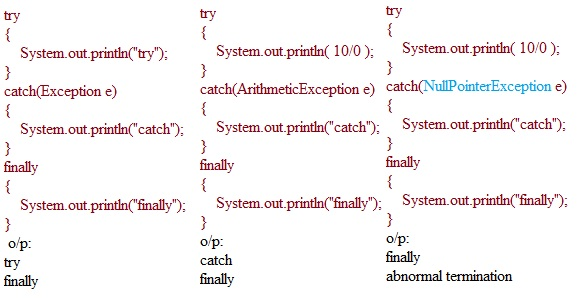 try
{
System.out.println("try");
}
catch(Exception e)
{
System.out.println("catch");
}
finally
{
System.out.println("finally");
}
o/p:
try
finally
try
{
System.out.println( 10/0 );
}
catch(ArithmeticException e)
{
System.out.println("catch");
}
finally
{
System.out.println("finally");
}
o/p:
catch
finally
try
{
System.out.println( 10/0 );
}
catch(NullPointerException e)
{
System.out.println("catch");
}
finally
{
System.out.println("finally");
}
o/p:
finally
abnormal termination